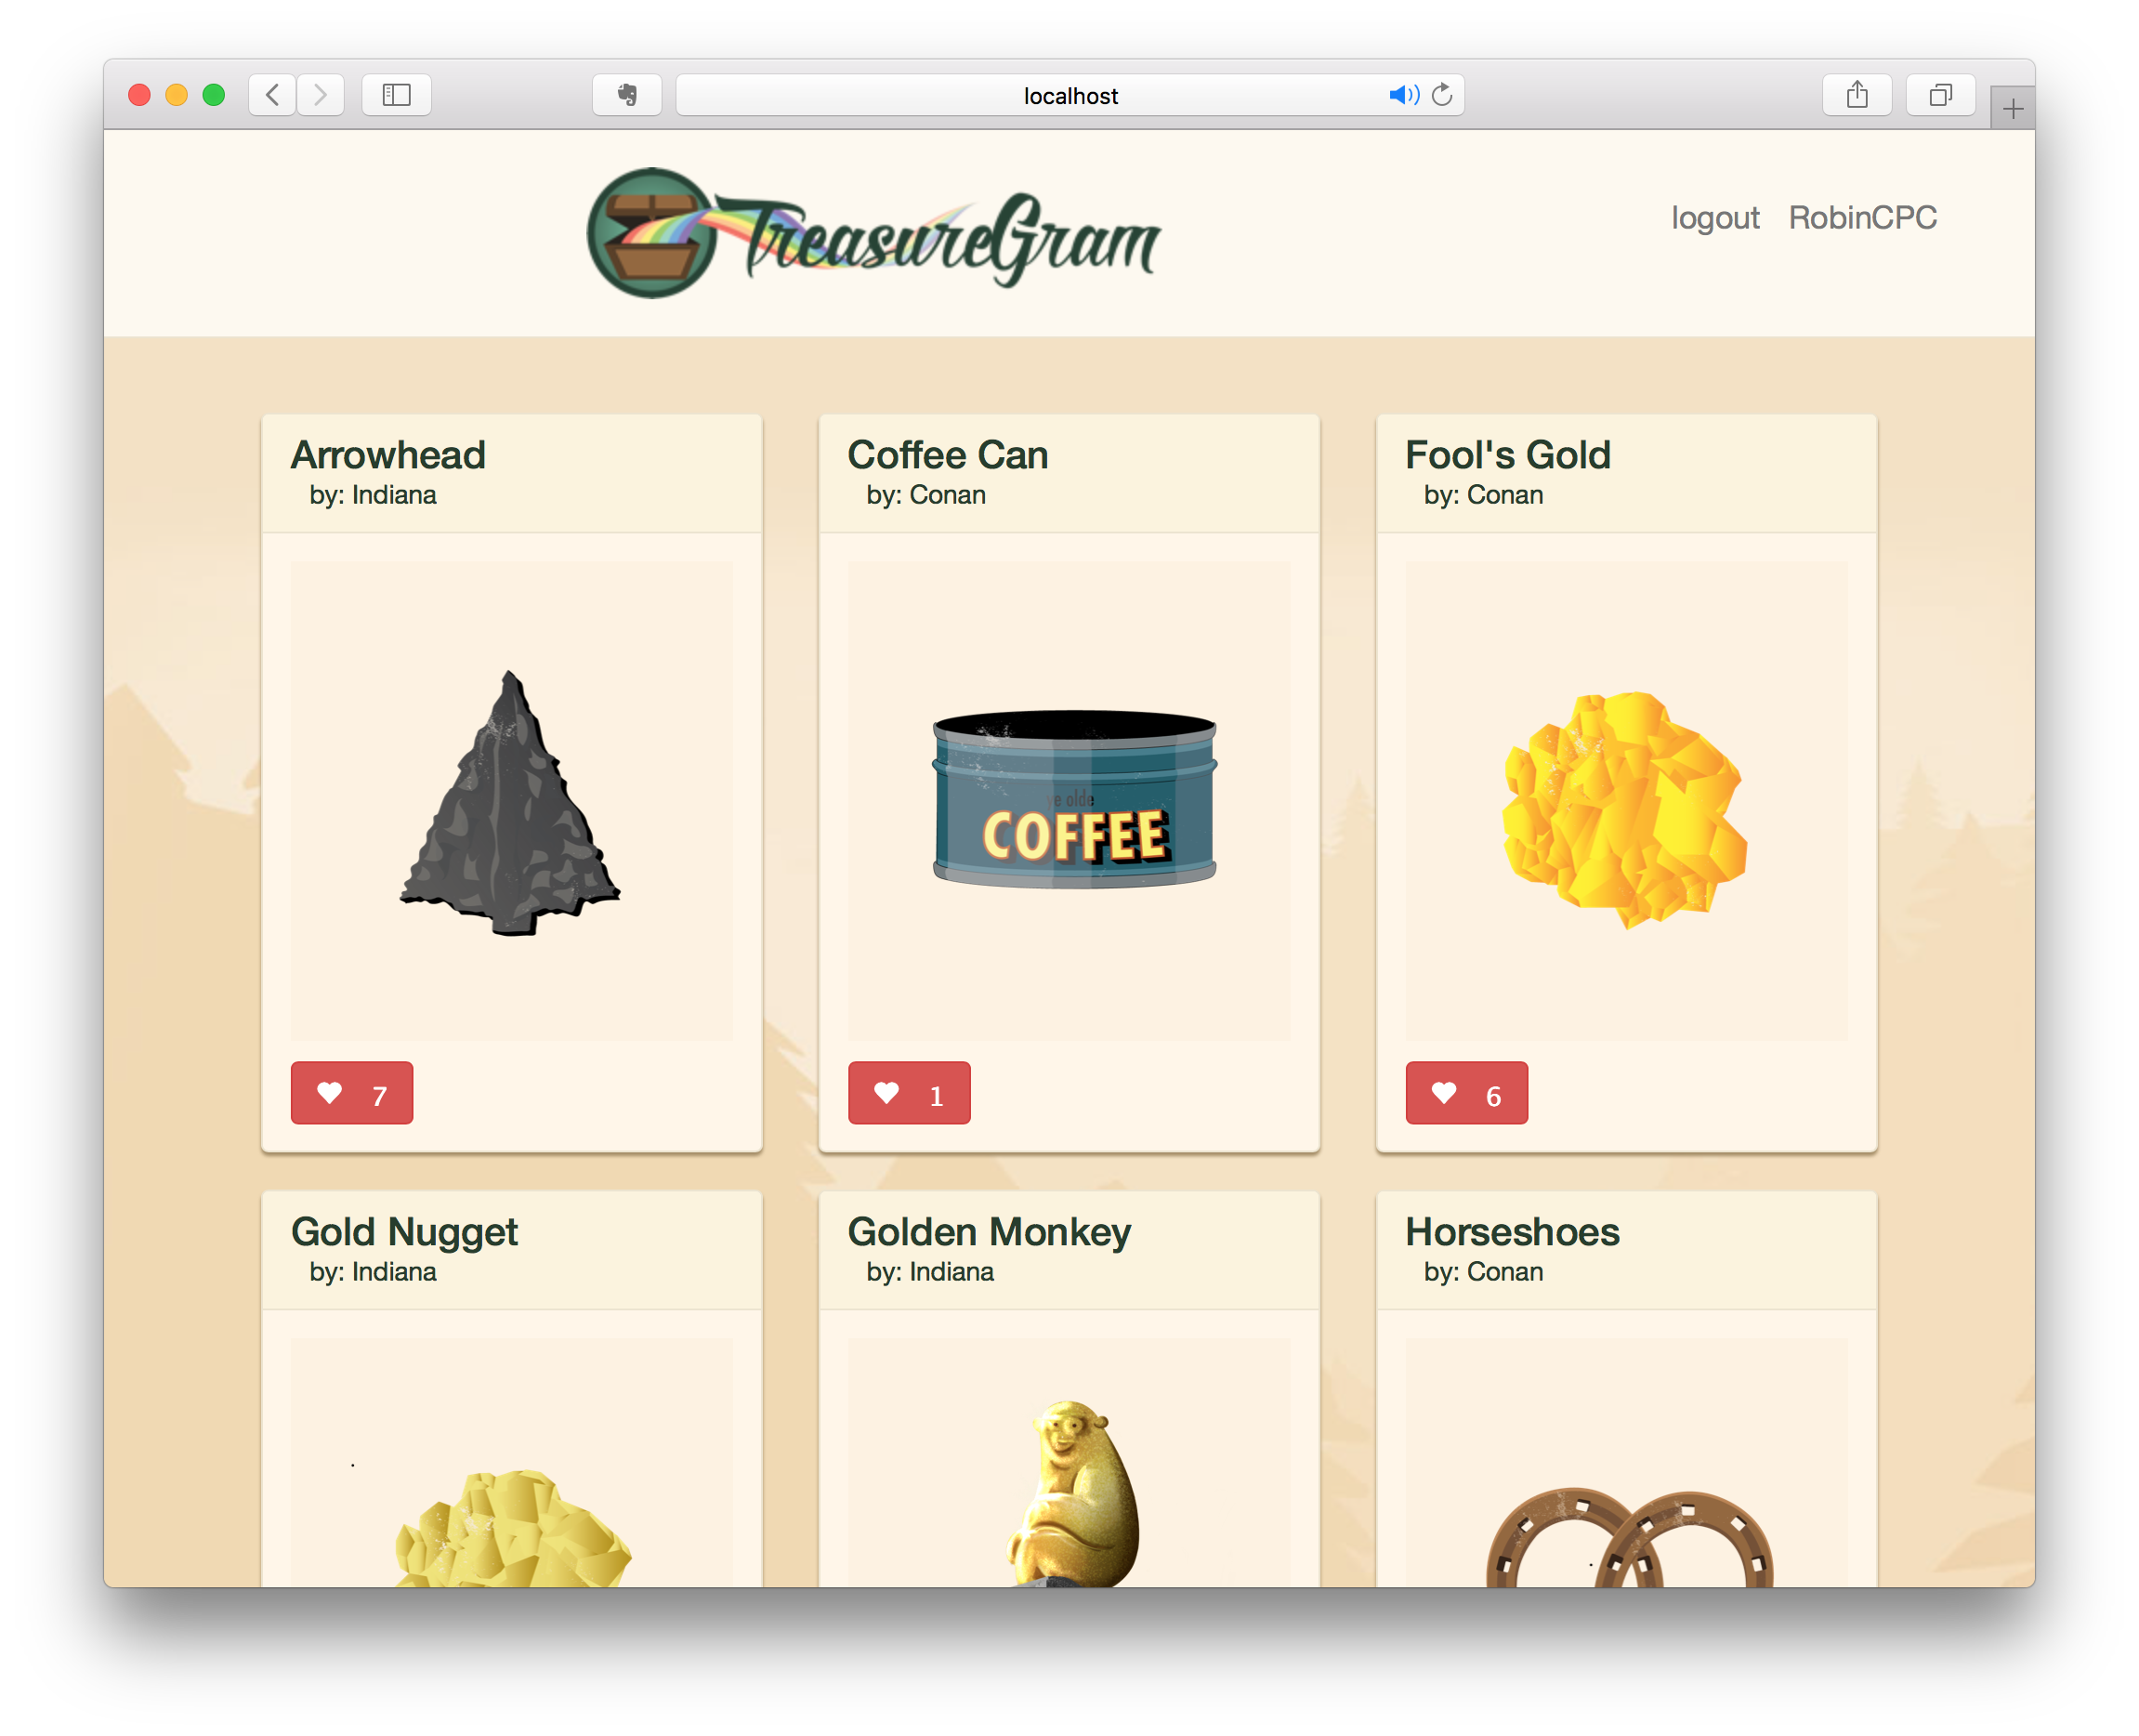 localhost
TreasureGram
logout RobinCPC
Arrowhead
by: Indiana
Coffee Can
by: Conan
Fool's Gold
by: Conan
ye olde
COFFEE
7
1
6
Gold Nugget
by: Indiana
Golden Monkey
by: Indiana
Horseshoes
by: Conan